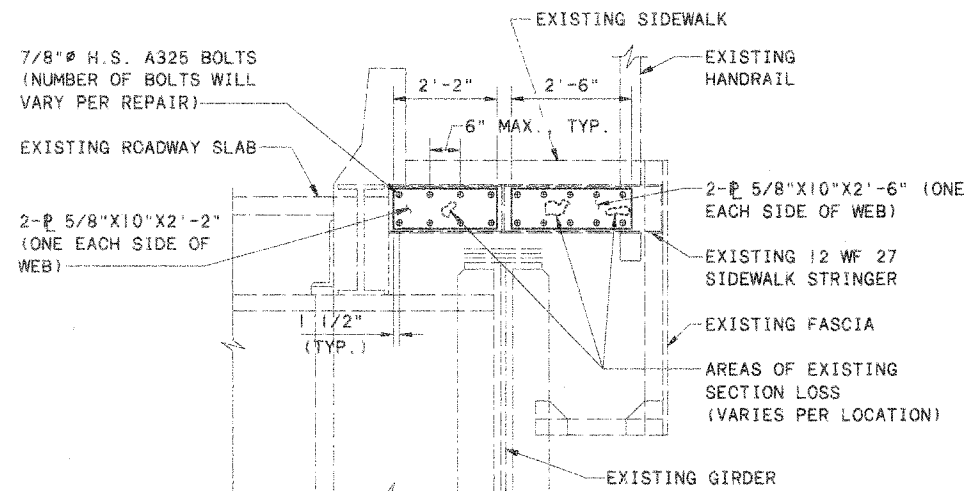 EXISTING SIDEWALK
7/8"ø H.S. A325 BOLTS
(NUMBER OF BOLTS WILL
VARY PER REPAIR)
EXISTING
HANDRAIL
2'-2"
2'-6"
6" MAX., TYP.
EXISTING ROADWAY SLAB
2-℄ 5/8"X10"X2'-6" (ONE
EACH SIDE OF WEB)
2-℄ 5/8"X10"X2'-2"
(ONE EACH SIDE OF
WEB)
EXISTING 12 WF 27
SIDEWALK STRINGER
1 1/2"
(TYP.)
EXISTING FASCIA
AREAS OF EXISTING
SECTION LOSS
(VARIES PER LOCATION)
EXISTING GIRDER